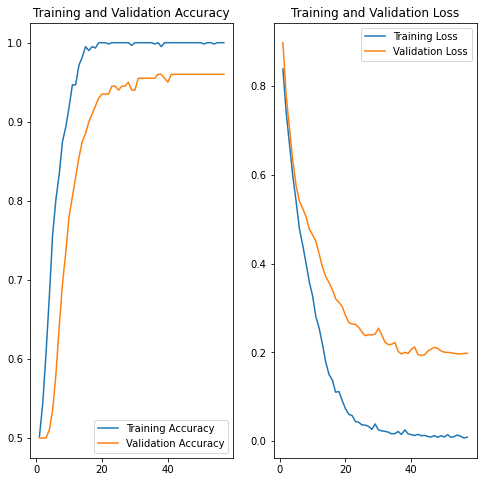 Training and Validation Accuracy
1.0
0.9
0.8
0.7
0.6
0.5
0
20
40
Training Accuracy
Validation Accuracy
Training and Validation Loss
0.8
0.6
0.4
0.2
0.0
0
20
40
Training Loss
Validation Loss